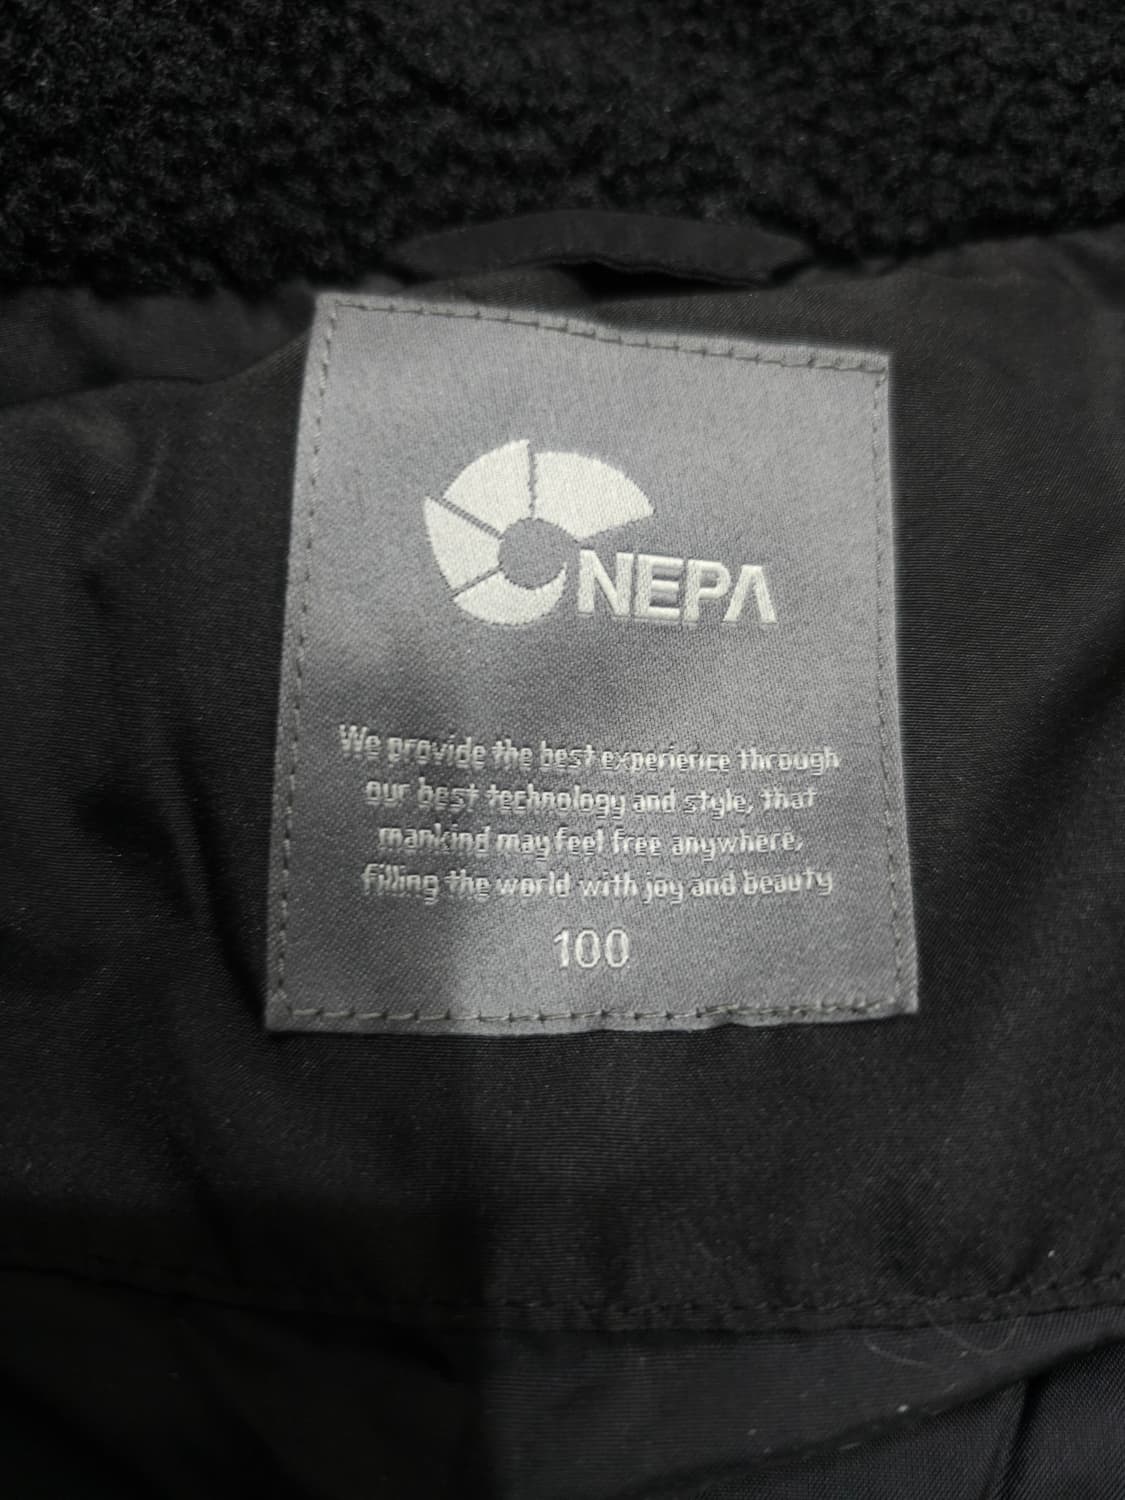 NEPA
We provide the best experience through
our best technology and style, that
mankind may feel free anywhere,
filling the world with joy and beauty
100